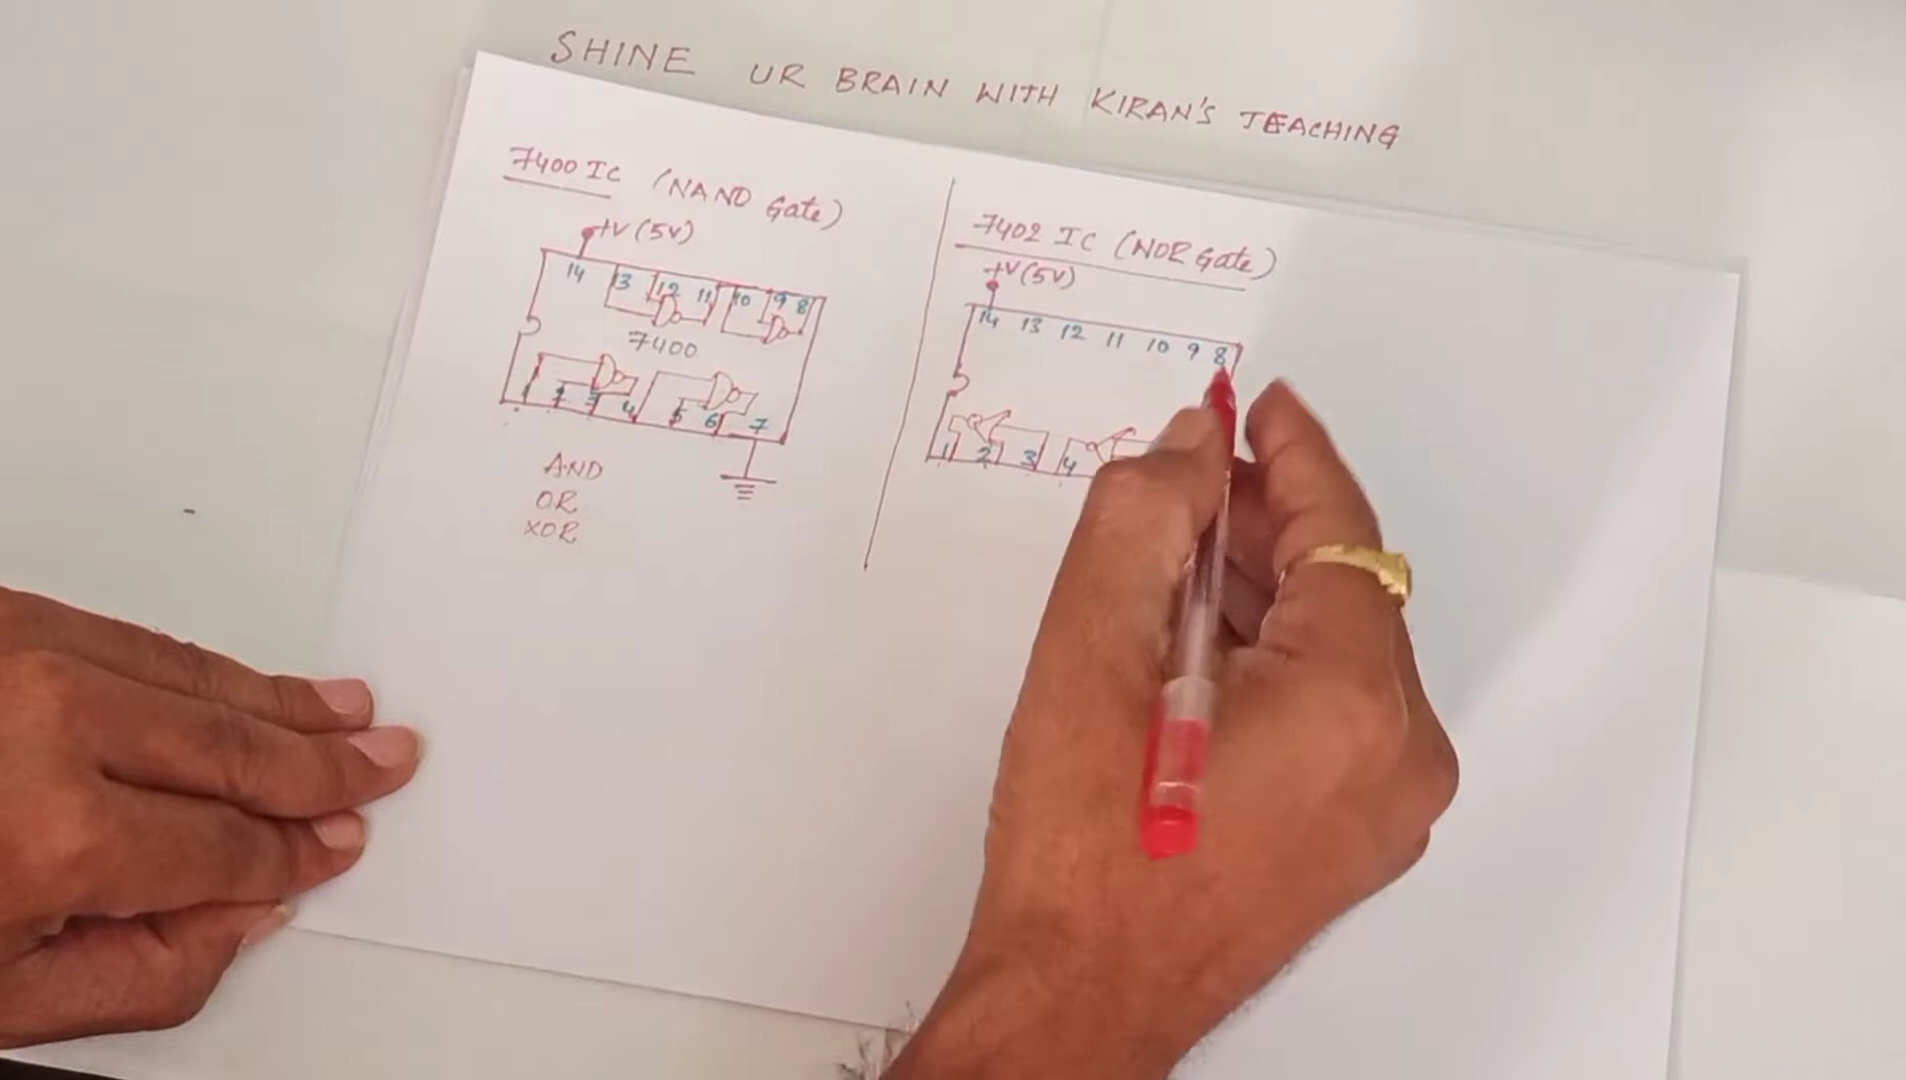 SHINE UR BRAIN WITH KIRAN'S TEACHING
7400 IC (NAND Gate)
+V (5V)
14 13 12 11 10 9 8
7400
1 2 3 4 5 6 7
AND
OR
XOR
7402 IC (NOR Gate)
+V (5V)
14 13 12 11 10 9 8
1 2 3 4